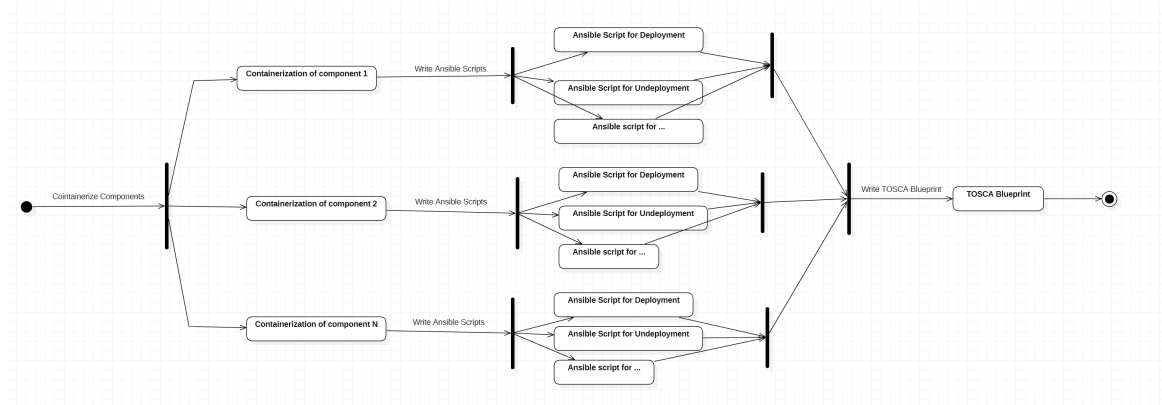 Cointainerize Components
Containerization of component 1
Write Ansible Scripts
Ansible Script for Deployment
Ansible Script for Undeployment
Ansible script for ...
Containerization of component 2
Write Ansible Scripts
Ansible Script for Deployment
Ansible Script for Undeployment
Ansible script for ...
Containerization of component N
Write Ansible Scripts
Ansible Script for Deployment
Ansible Script for Undeployment
Ansible script for ...
Write TOSCA Blueprint
TOSCA Blueprint